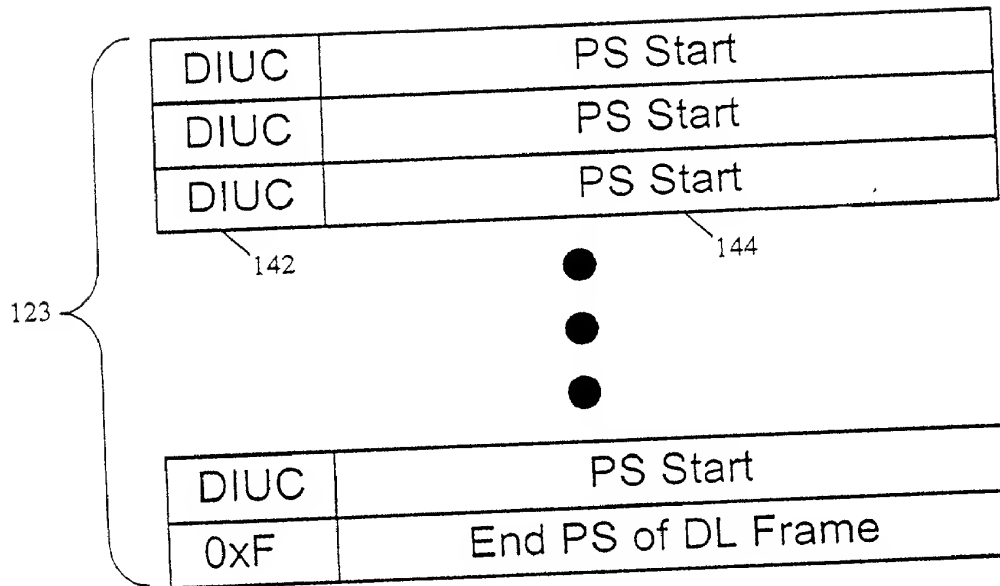 DIUC PS Start
DIUC PS Start
DIUC PS Start
142 144
123
DIUC PS Start
0xF End PS of DL Frame